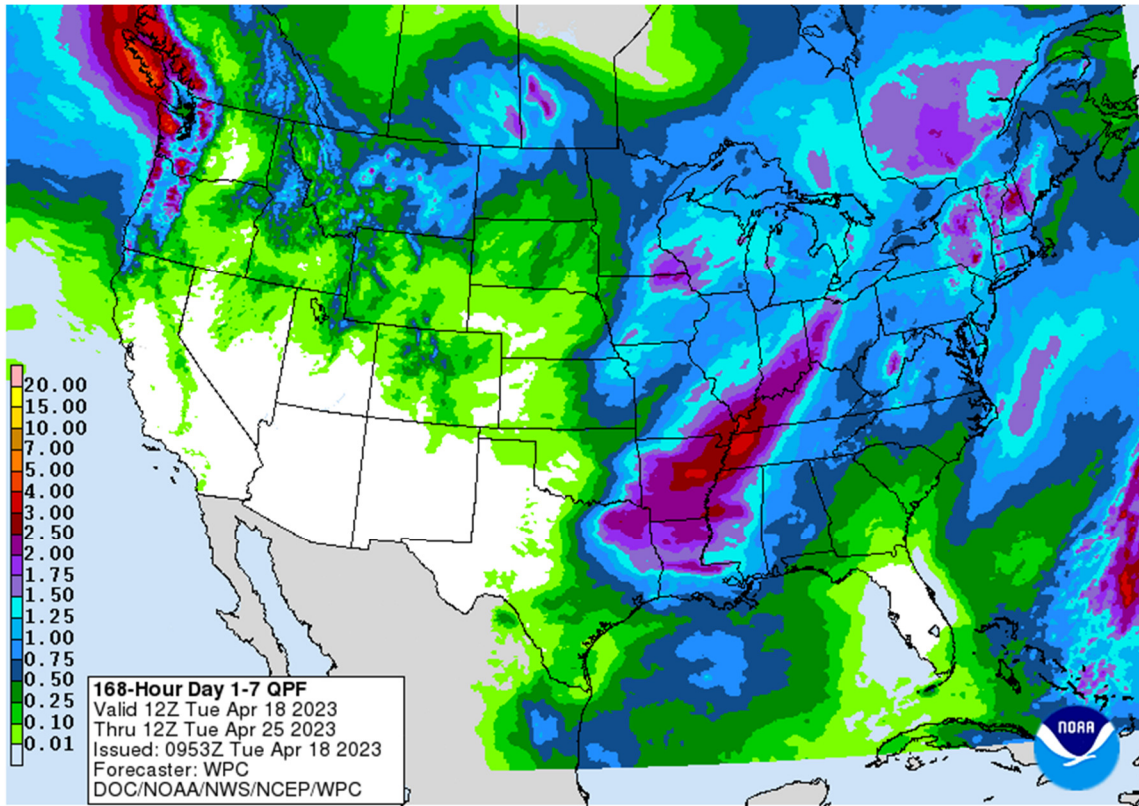 20.00
15.00
10.00
7.00
5.00
4.00
3.00
2.50
2.00
1.75
1.50
1.25
1.00
0.75
0.50
0.25
0.10
0.01
168-Hour Day 1-7 QPF
Valid 12Z Tue Apr 18 2023
Thru 12Z Tue Apr 25 2023
Issued: 0953Z Tue Apr 18 2023
Forecaster: WPC
DOC/NOAA/NWS/NCEP/WPC
NOAA